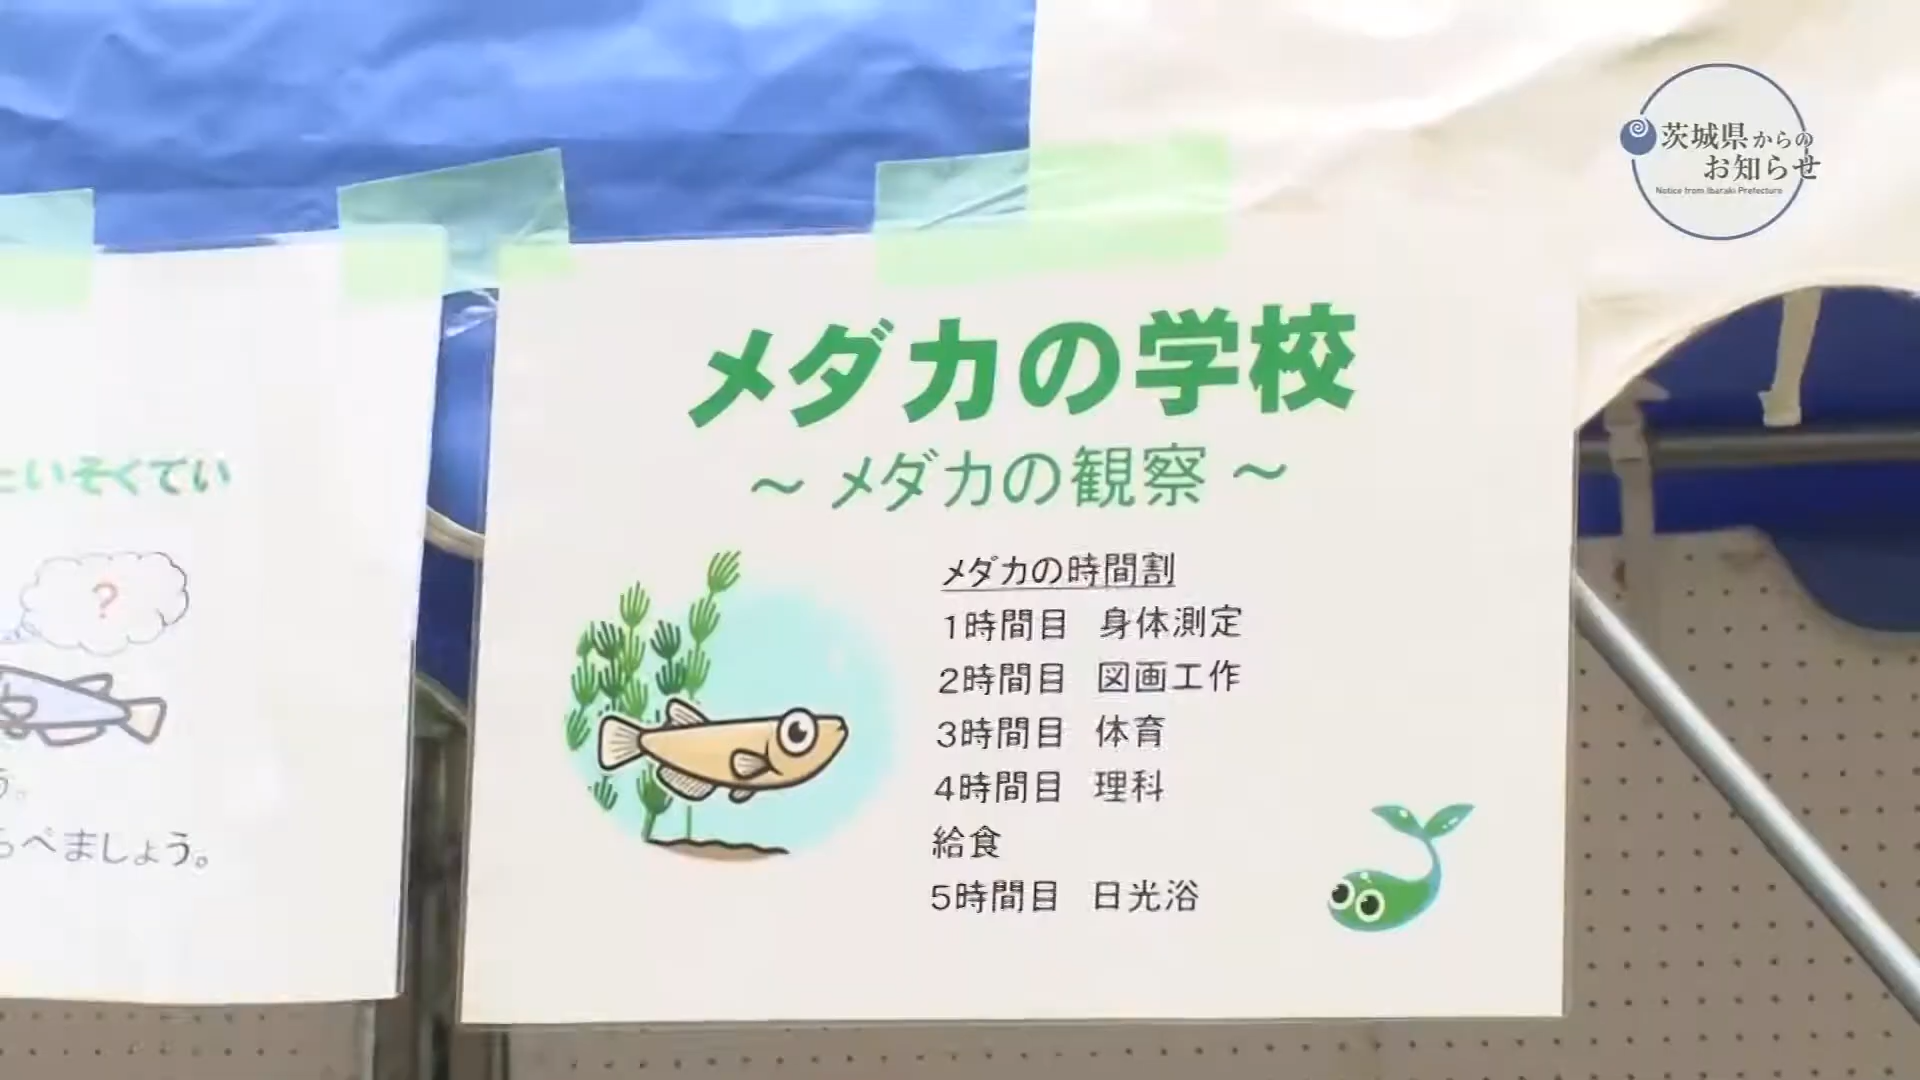 茨城県からの
お知らせ
Notice from Ibaraki Prefecture
メダカの学校
～メダカの観察～
メダカの時間割
1時間目 身体測定
2時間目 図画工作
3時間目 体育
4時間目 理科
給食
5時間目 日光浴
いそくてい
?
う。
べましょう。